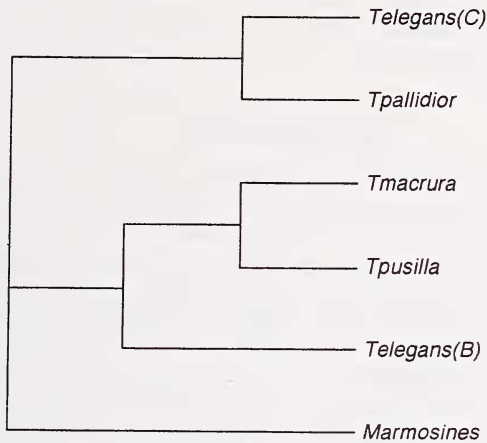 Telegans(C)
Tpallidior
Tmacrura
Tpusilla
Telegans(B)
Marmosines